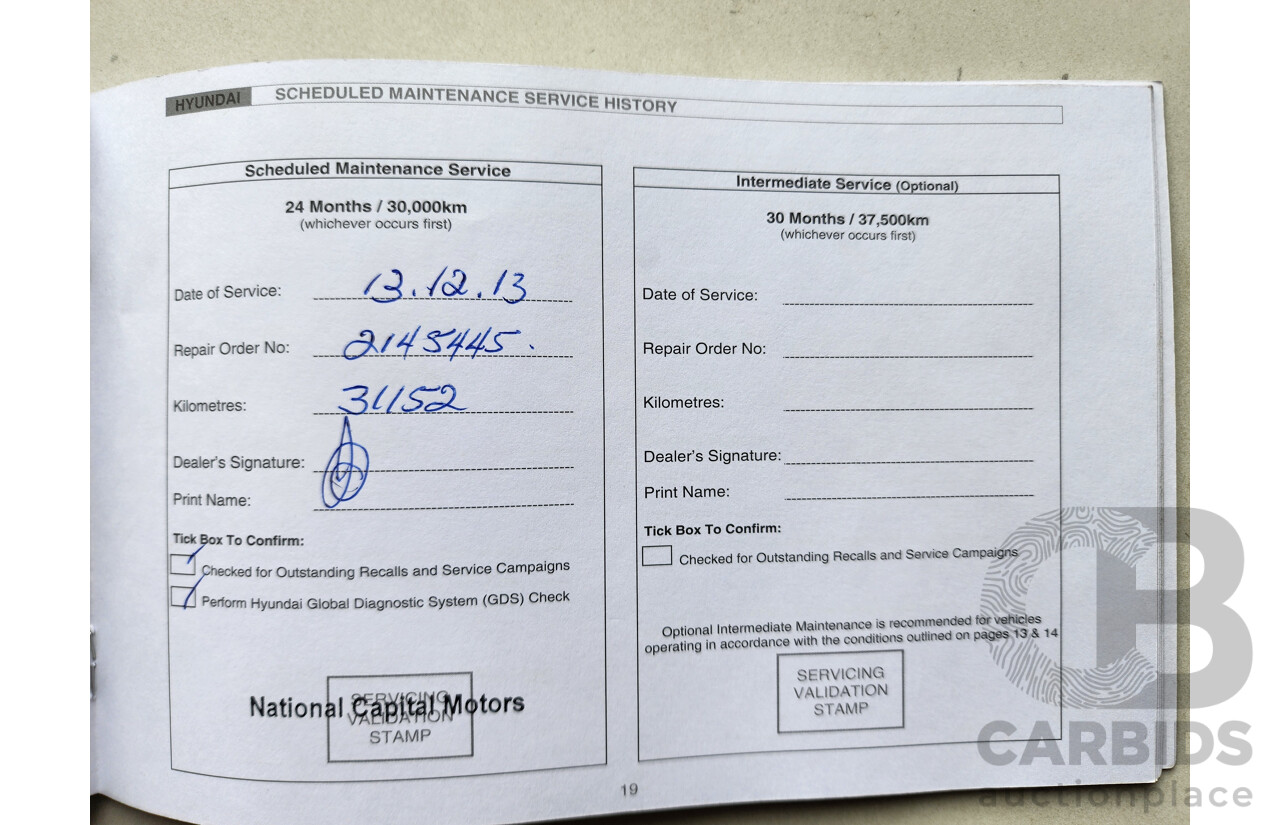 HYUNDAI SCHEDULED MAINTENANCE SERVICE HISTORY
Scheduled Maintenance Service
24 Months / 30,000km
(whichever occurs first)
Date of Service: 13.12.13
Repair Order No: 2145445.
Kilometres: 31152
Dealer's Signature:
Print Name:
Tick Box To Confirm:
Checked for Outstanding Recalls and Service Campaigns
Perform Hyundai Global Diagnostic System (GDS) Check
National Capital Motors
SERVICING
VALIDATION
STAMP
Intermediate Service (Optional)
30 Months / 37,500km
(whichever occurs first)
Date of Service:
Repair Order No:
Kilometres:
Dealer's Signature:
Print Name:
Tick Box To Confirm:
Checked for Outstanding Recalls and Service Campaigns
Optional Intermediate Maintenance is recommended for vehicles
operating in accordance with the conditions outlined on pages 13 & 14
SERVICING
VALIDATION
STAMP
19
CB
CARBIDS
auctionplace